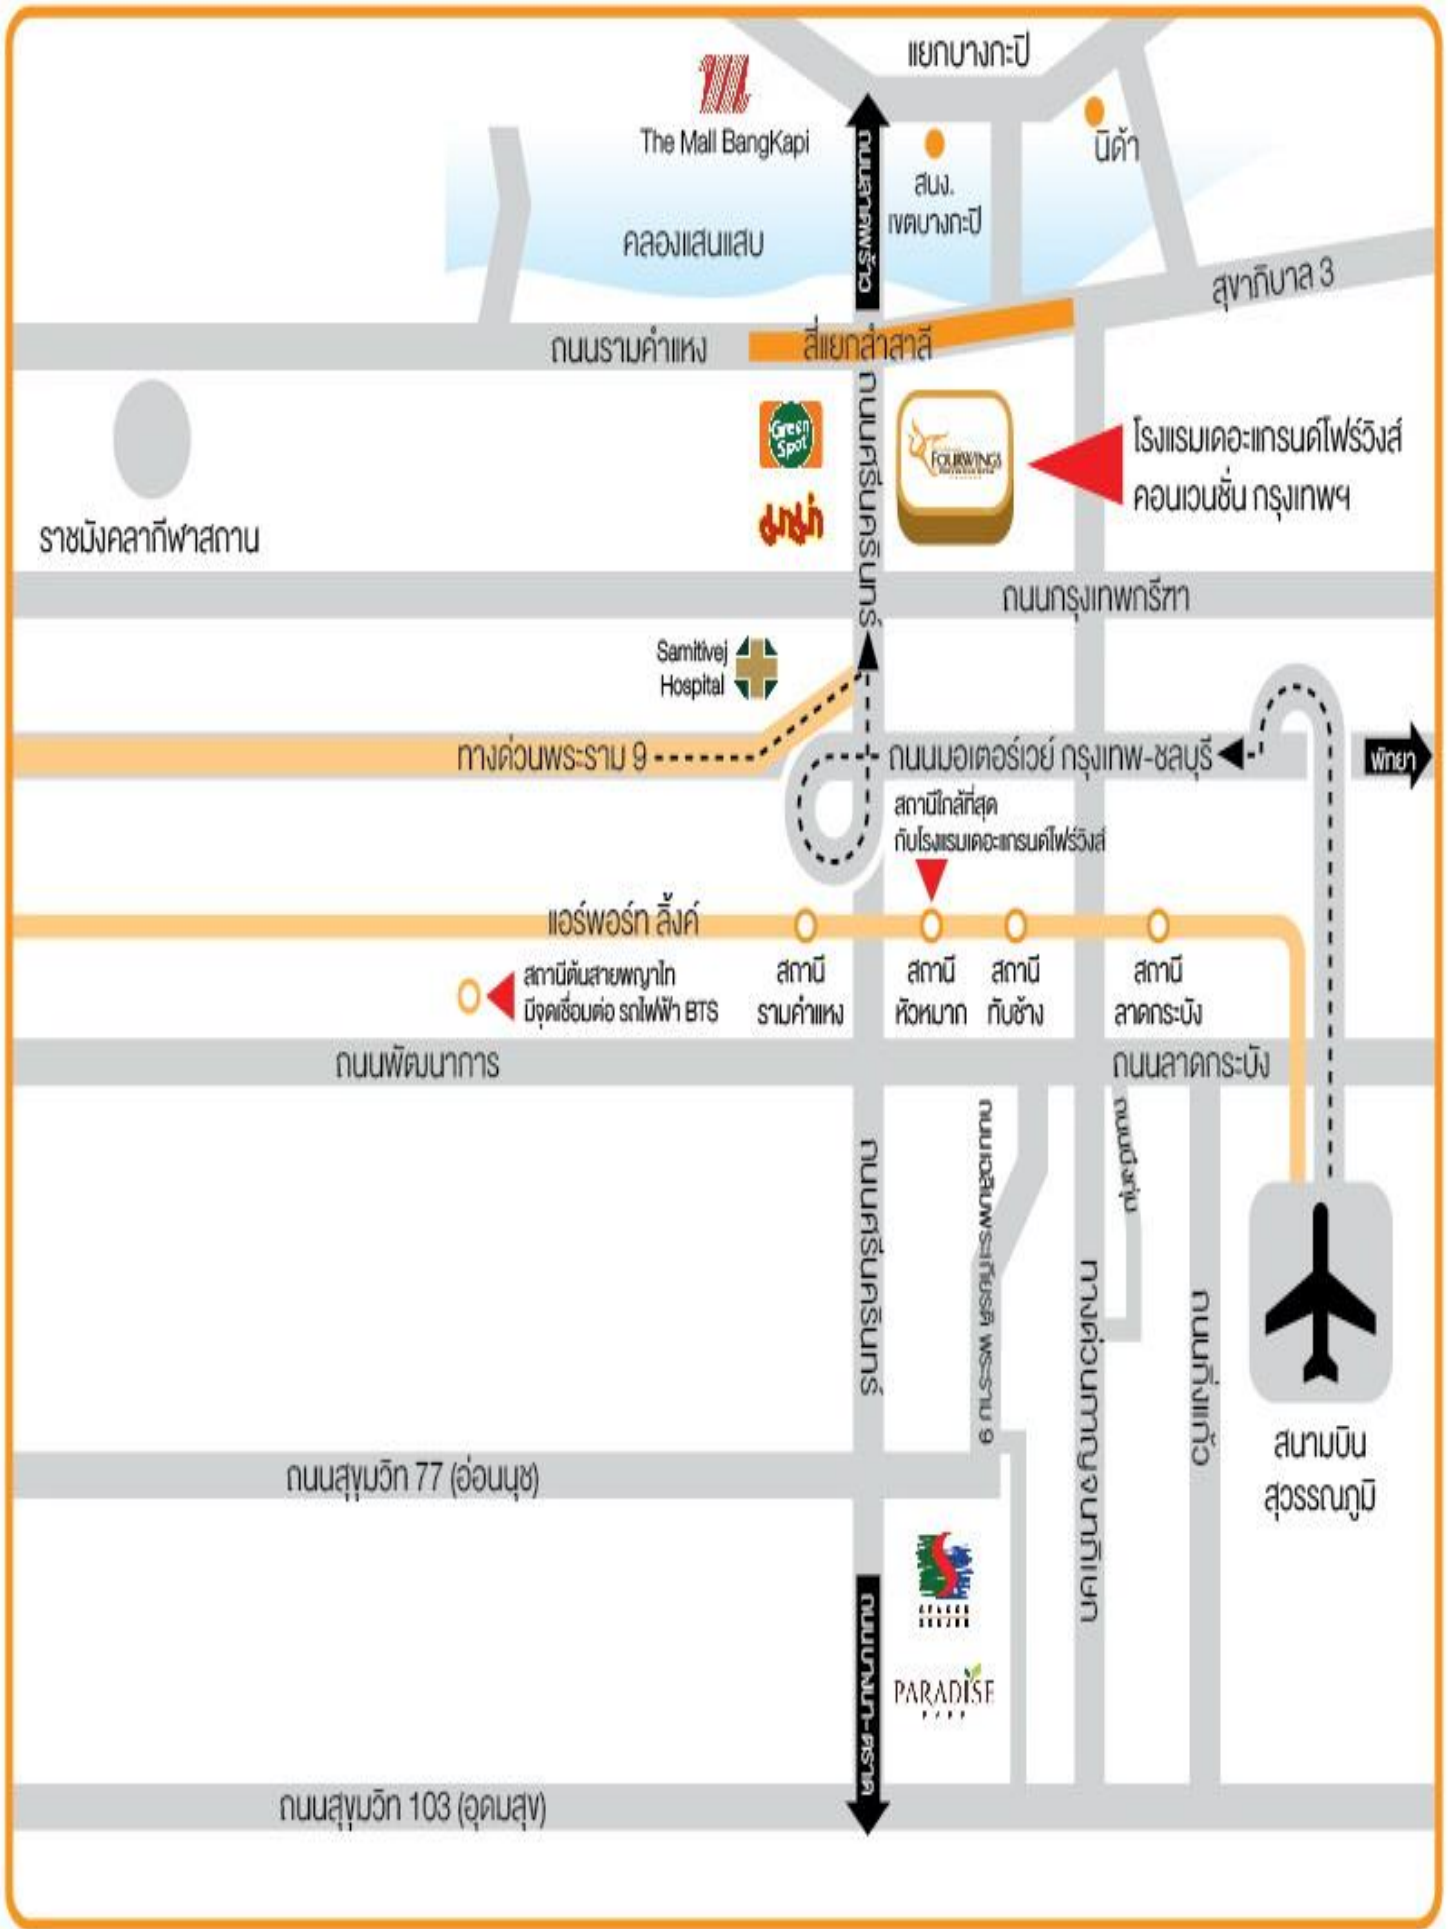 แยกบางกะปิ
The Mall BangKapi
นิด้า
ถนนลาดพร้าว
สนง.
เขตบางกะปิ
คลองแสนแสบ
สุขาภิบาล 3
ถนนรามคำแหง
สี่แยกลำสาลี
Green
Spot
FOURWINGS
โรงแรมเดอะแกรนด์โฟร์วิงส์
คอนเวนชั่น กรุงเทพฯ
ราชมังคลากีฬาสถาน
ถนนศรีนครินทร์
ถนนกรุงเทพกรีฑา
Samitivej
Hospital
ทางด่วนพระราม 9
ถนนมอเตอร์เวย์ กรุงเทพ-ชลบุรี
พัทยา
สถานีใกล้ที่สุด
กับโรงแรมเดอะแกรนด์โฟร์วิงส์
แอร์พอร์ท ลิ้งค์
สถานีต้นสายพญาไท
มีจุดเชื่อมต่อ รถไฟฟ้า BTS
สถานี
รามคำแหง
สถานี
หัวหมาก
สถานี
ทับช้าง
สถานี
ลาดกระบัง
ถนนพัฒนาการ
ถนนลาดกระบัง
ถนนศรีนครินทร์
ถนนเฉลิมพระเกียรติ พระราม 9
ถนนกิ่งแก้ว
สนามบิน
สุวรรณภูมิ
ถนนสุขุมวิท 77 (อ่อนนุช)
PARADISE
PARK
ถนนบางนา-ตราด
ถนนสุขุมวิท 103 (อุดมสุข)